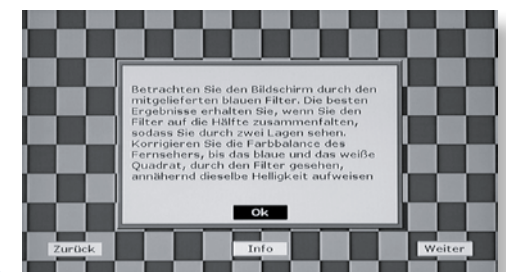 Betrachten Sie den Bildschirm durch den
mitgelieferten blauen Filter. Die besten
Ergebnisse erhalten Sie, wenn Sie den
Filter auf die Hälfte zusammenfalten,
sodass Sie durch zwei Lagen sehen.
Korrigieren Sie die Farbbalance des
Fernsehers, bis das blaue und das weiße
Quadrat, durch den Filter gesehen,
annähernd dieselbe Helligkeit aufweisen
Ok
Zurück Info Weiter